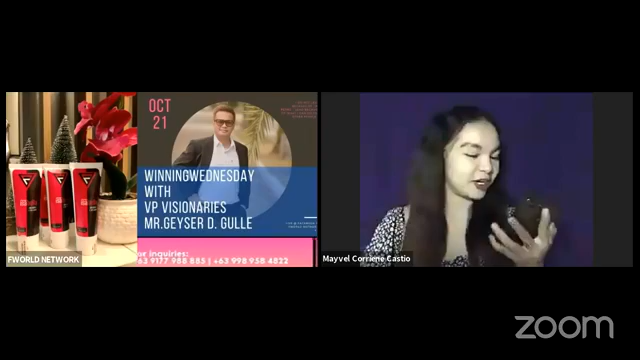 OCT
21
WINNINGWEDNESDAY
WITH
VP VISIONARIES
MR.GEYSER D. GULLE
or inquiries:
63 9177 988 885 | +63 998 958 4822
FWORLD NETWORK
Mayvel Corriene Castio
zoom